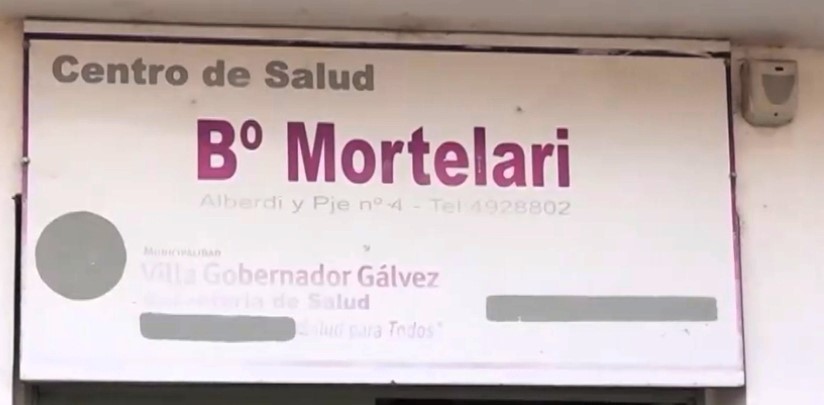 Centro de Salud
Bº Mortelari
Alberdi y Pje nº 4 - Tel 4928802
MUNICIPALIDAD
Villa Gobernador Gálvez
Secretaría de Salud
Salud para Todos"